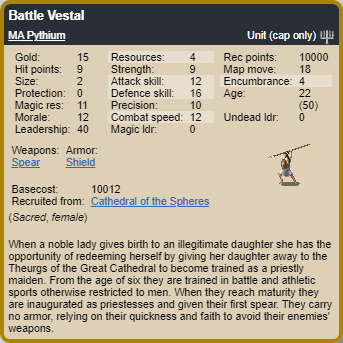 Battle Vestal
MA Pythium Unit (cap only)
Gold: 15 Resources: 4 Rec points: 10000
Hit points: 9 Strength: 9 Map move: 18
Size: 2 Attack skill: 12 Encumbrance: 4
Protection: 0 Defence skill: 16 Age: 22
Magic res: 11 Precision: 10 (50)
Morale: 12 Combat speed: 12 Undead ldr: 0
Leadership: 40 Magic ldr: 0
Weapons: Armor:
Spear Shield
Basecost: 10012
Recruited from: Cathedral of the Spheres
(Sacred, female)
When a noble lady gives birth to an illegitimate daughter she has the
opportunity of redeeming herself by giving her daughter away to the
Theurgs of the Great Cathedral to become trained as a priestly
maiden. From the age of six they are trained in battle and athletic
sports otherwise restricted to men. When they reach maturity they
are inaugurated as priestesses and given their first spear. They carry
no armor, relying on their quickness and faith to avoid their enemies'
weapons.